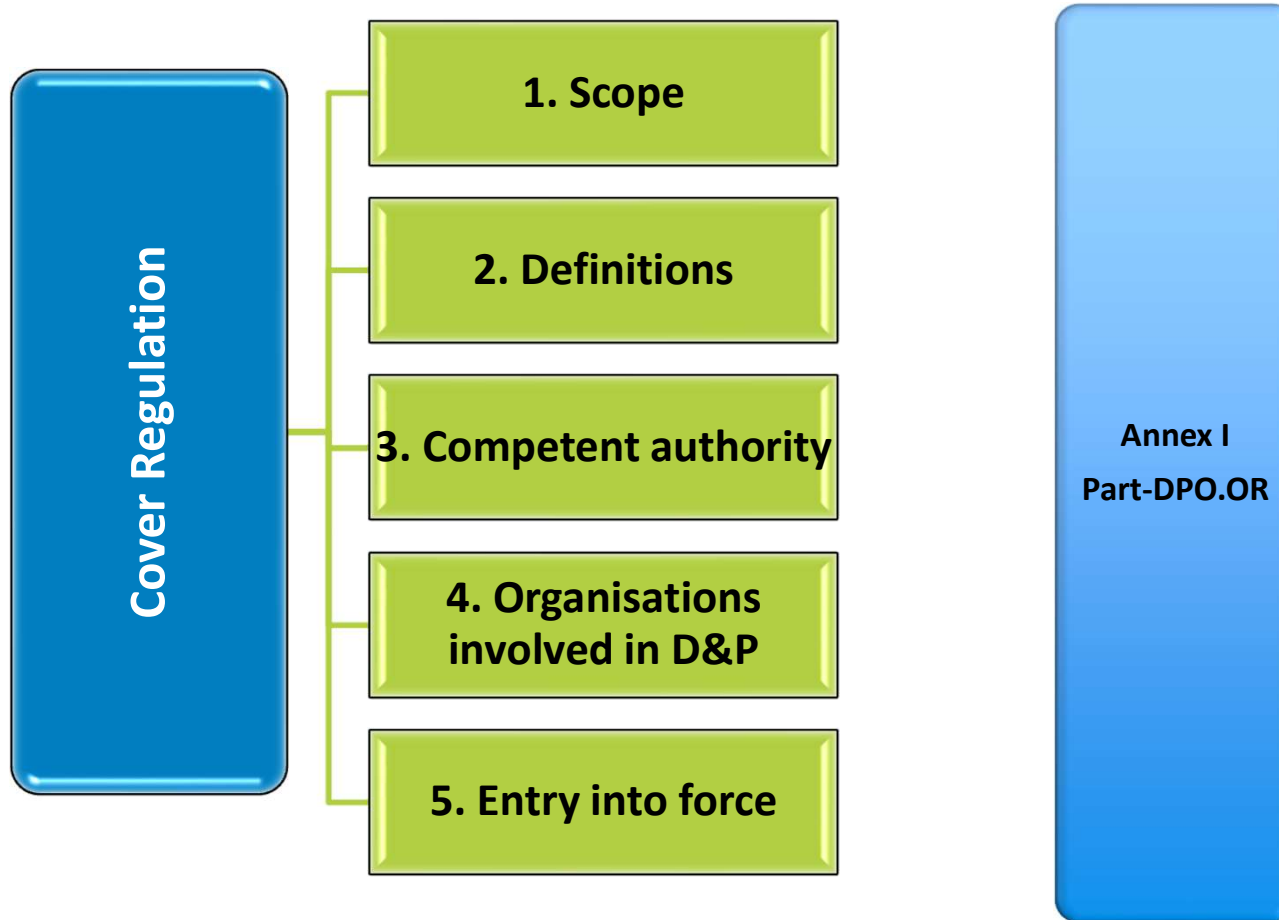 Cover Regulation
1. Scope
2. Definitions
3. Competent authority
4. Organisations
involved in D&P
5. Entry into force
Annex I
Part-DPO.OR